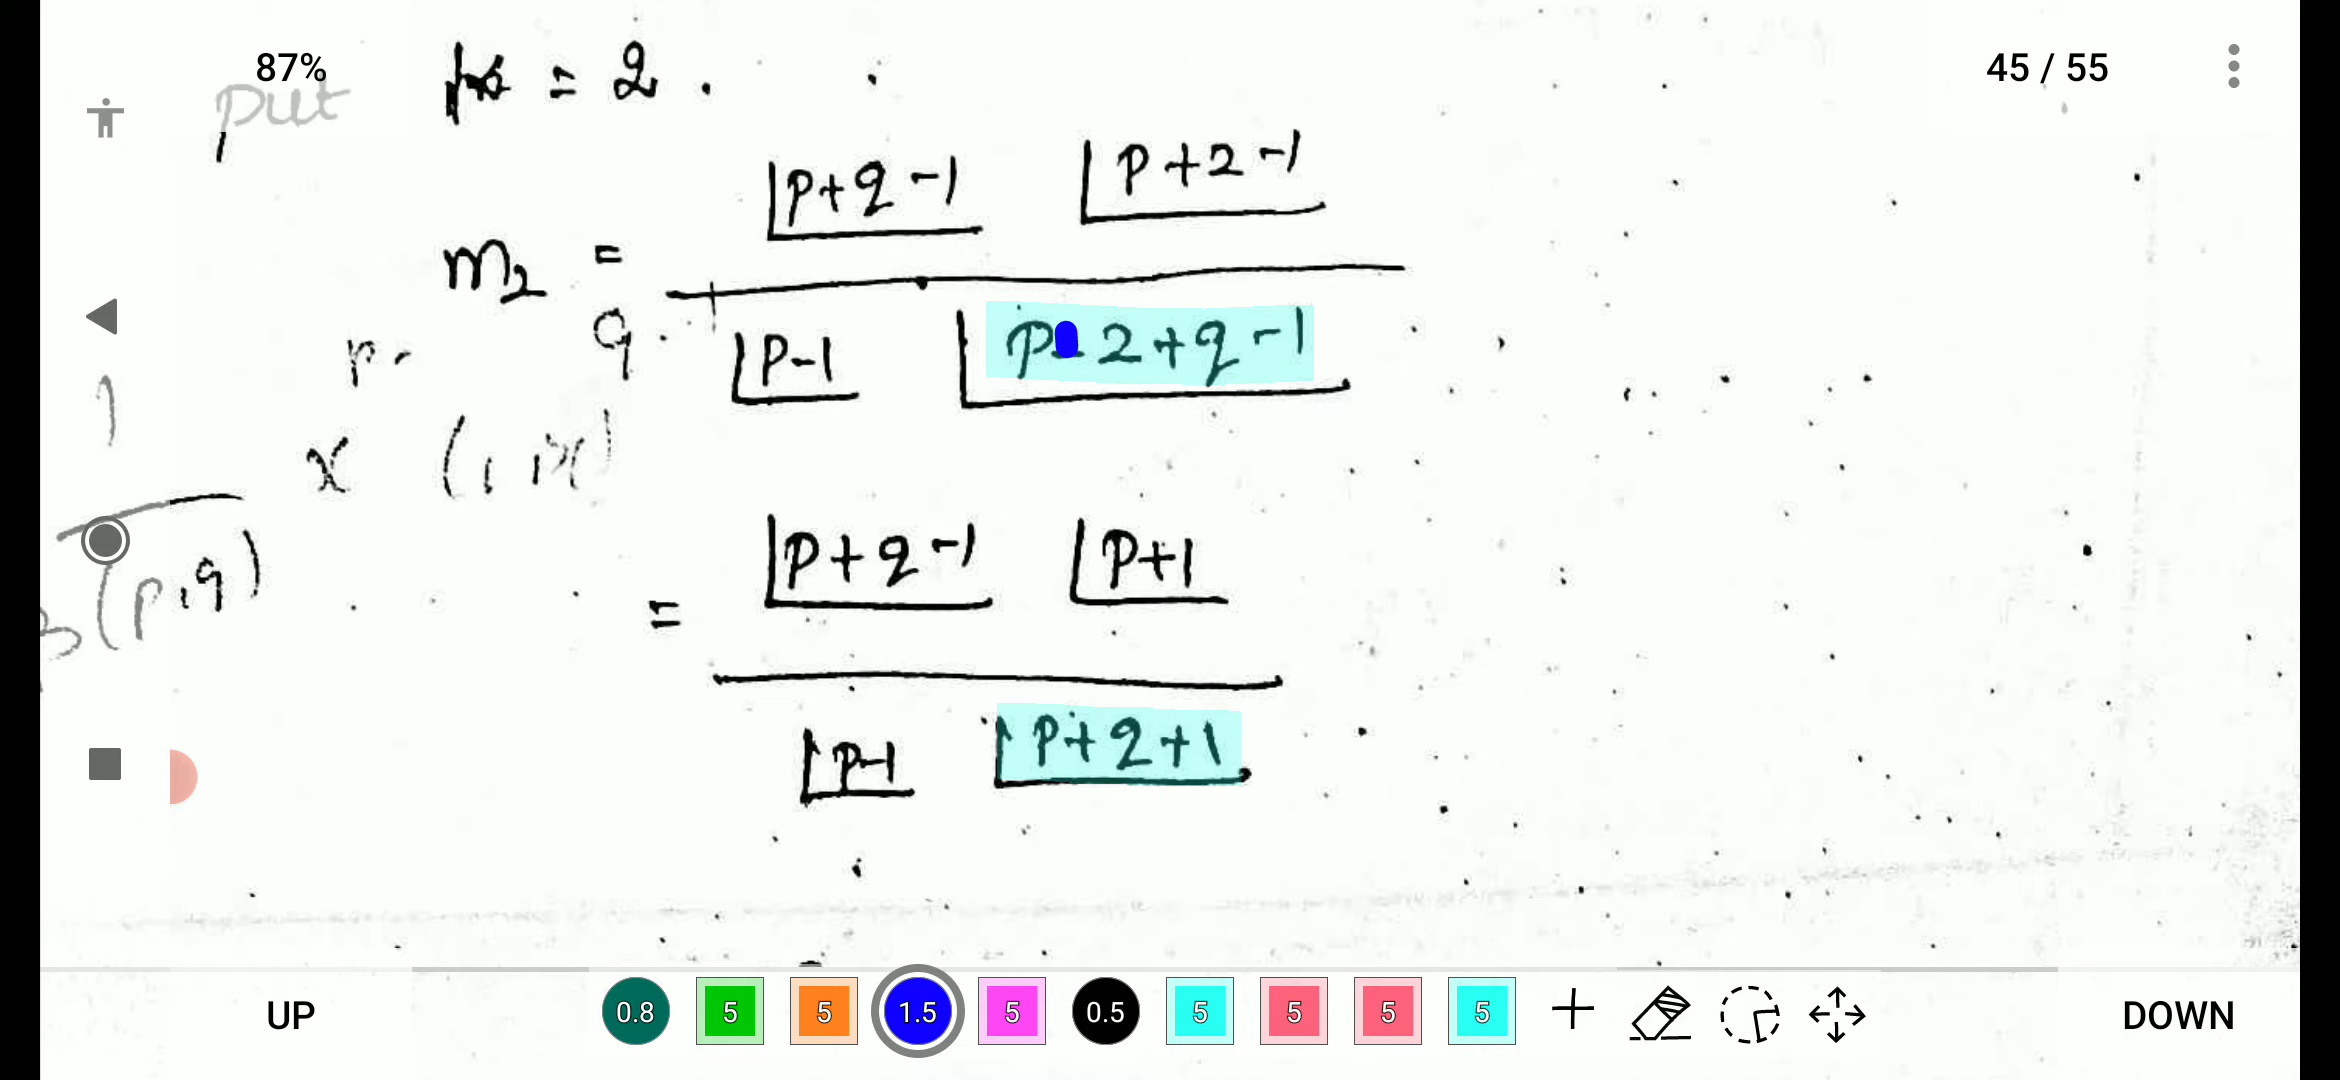 87%
45 / 55
put = 2 .
p+q-1 p+2-1
m2 =
p-1 p 2+q-1
q.
x
p+q-1 p+1
=
(p,q)
p-1 p+2+1
UP 0.8 5 5 1.5 5 0.5 5 5 5 5 DOWN